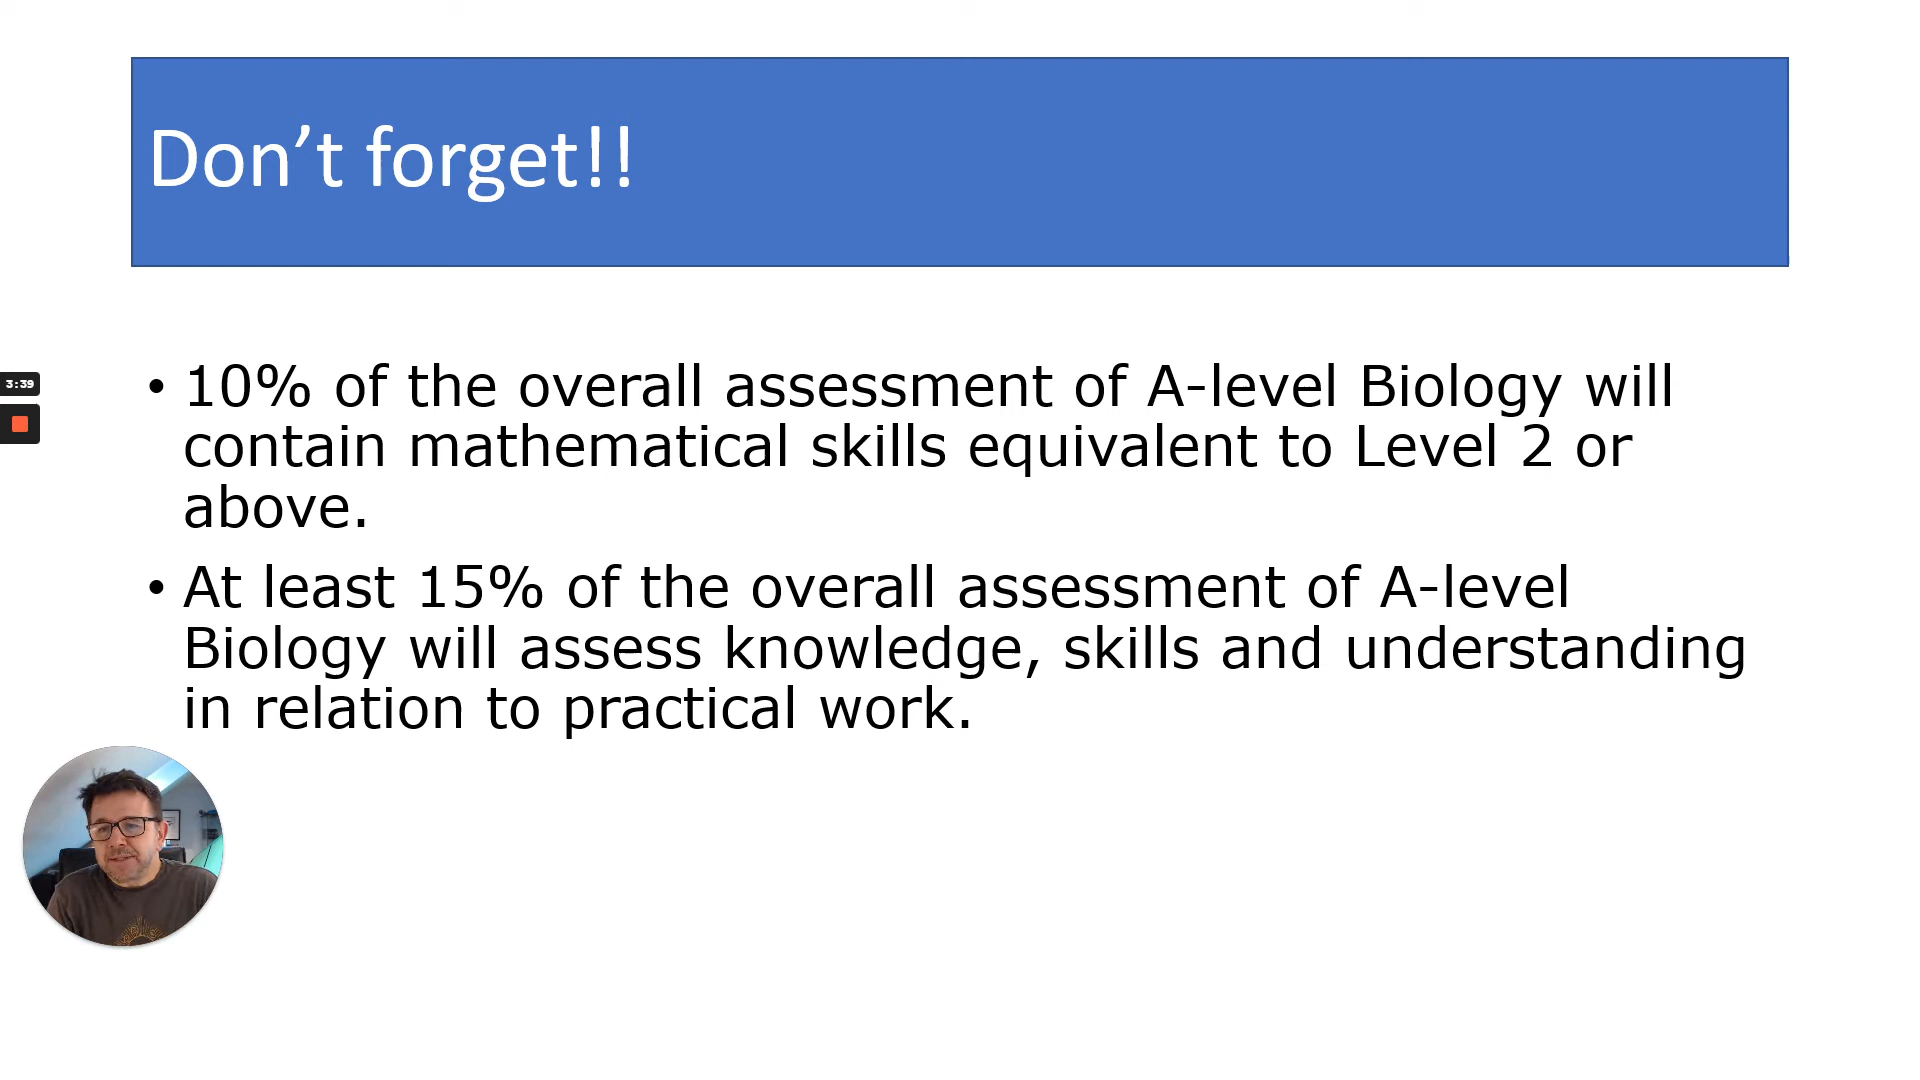 Don’t forget!!
• 10% of the overall assessment of A-level Biology will
contain mathematical skills equivalent to Level 2 or
above.
• At least 15% of the overall assessment of A-level
Biology will assess knowledge, skills and understanding
in relation to practical work.
3:39